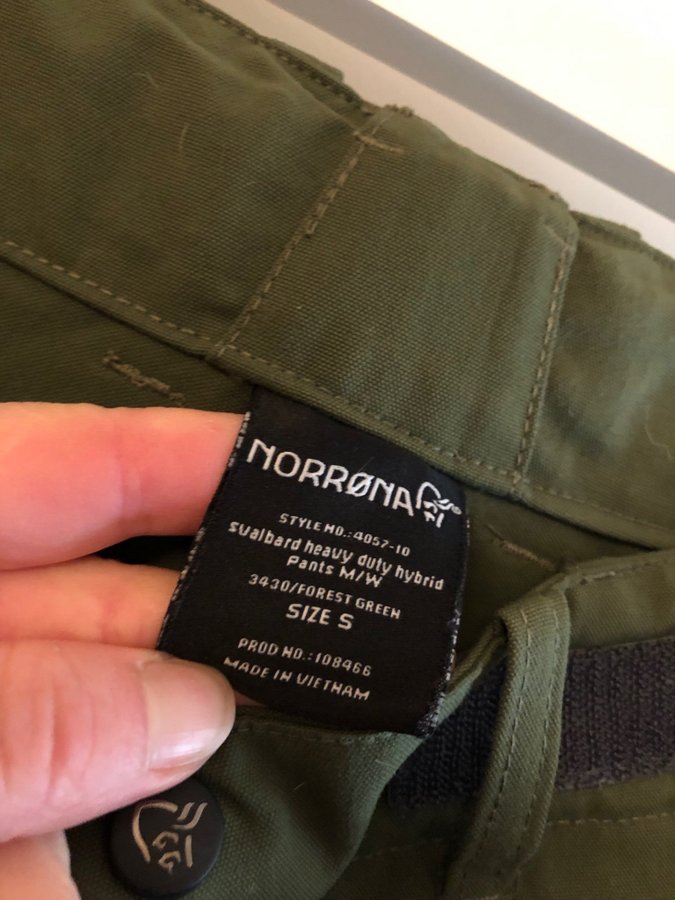 NORRØNA
STYLE NO.: 4057-10
svalbard heavy duty hybrid
Pants M/W
3430/FOREST GREEN
SIZE S
PROD NO.: 108466
MADE IN VIETNAM